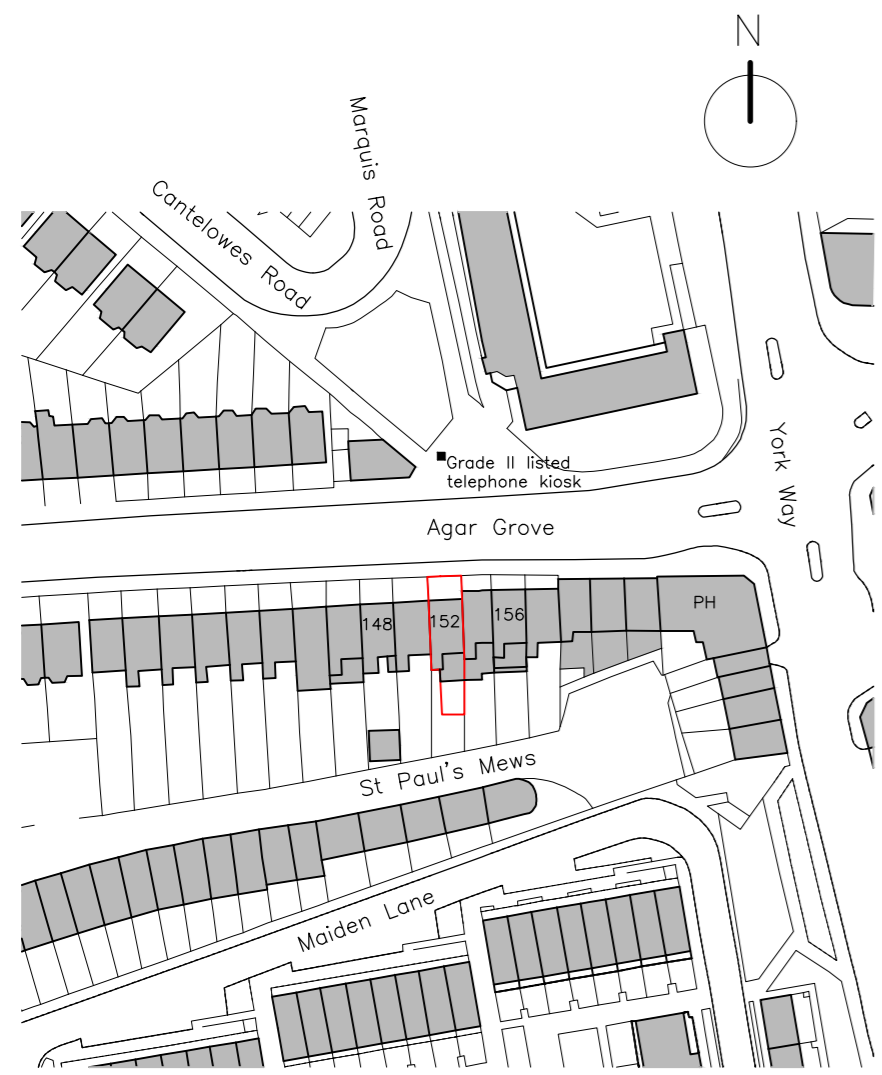 N
Marquis Road
Cantelowes Road
York Way
Grade II listed
telephone kiosk
Agar Grove
PH
148
152
156
St Paul's Mews
Maiden Lane